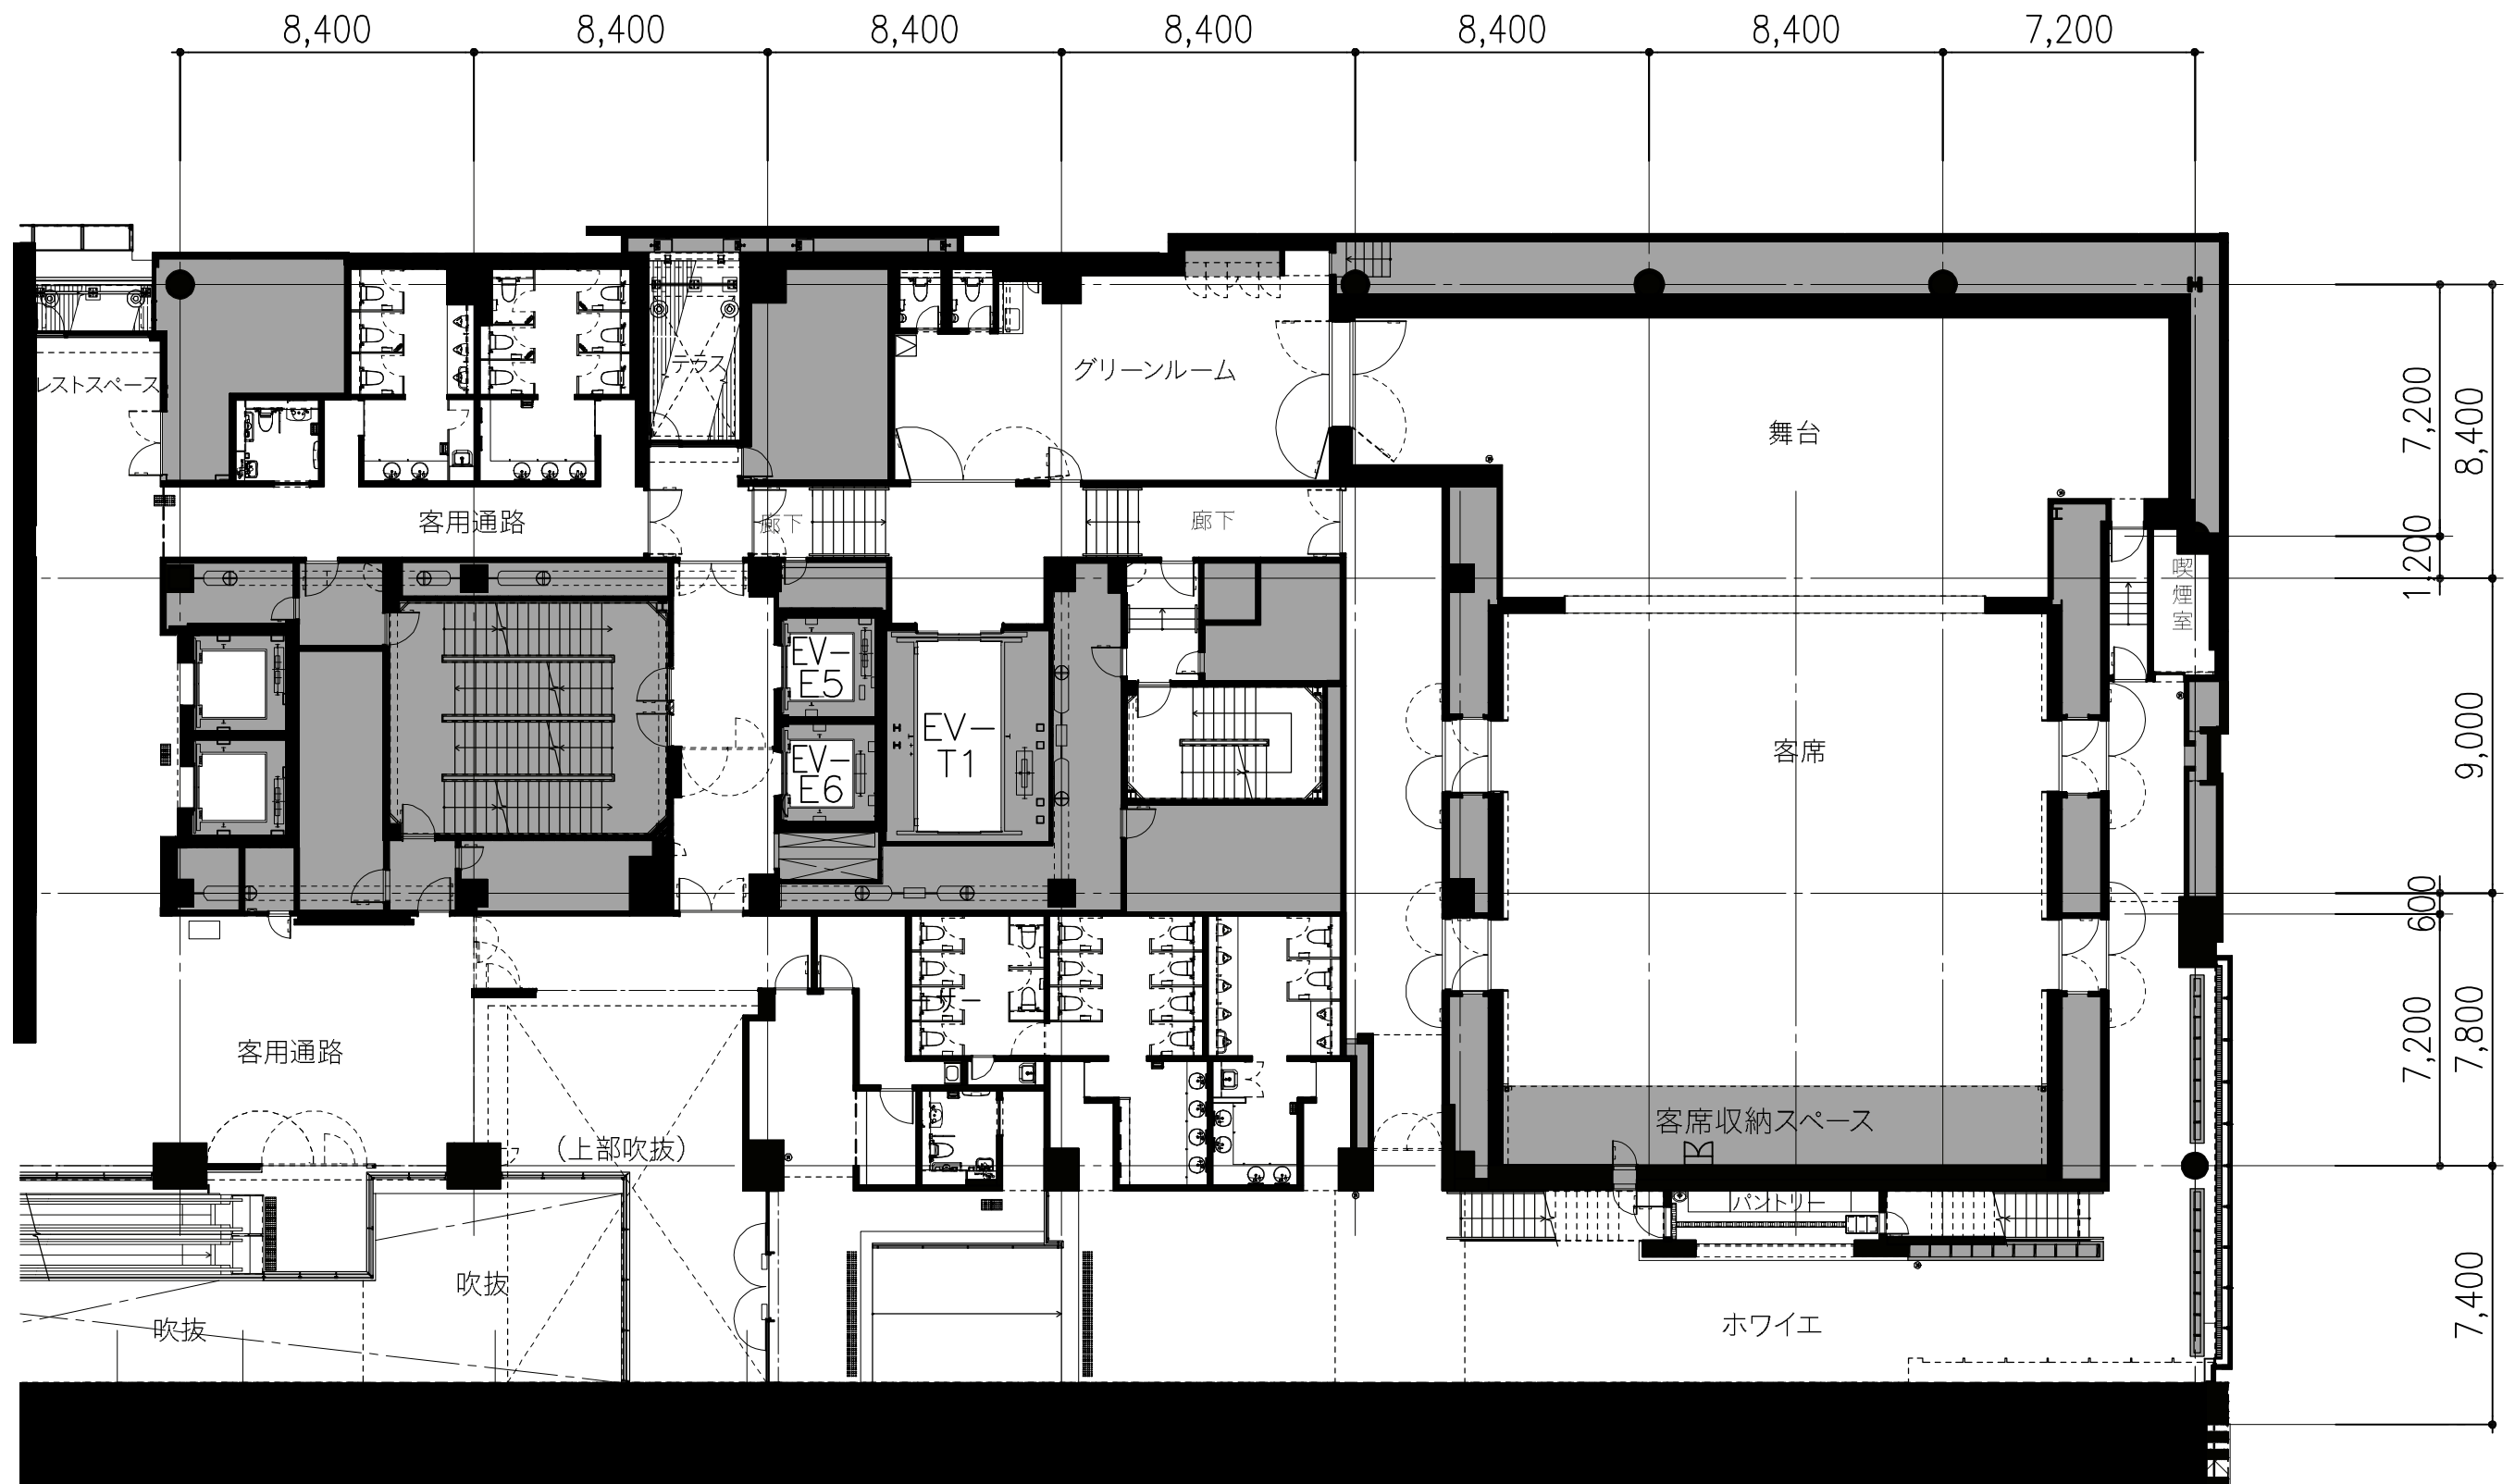 8,400
8,400
8,400
8,400
8,400
8,400
7,200
レストスペース
テラス
グリーンルーム
舞台
7,200
8,400
客用通路
廊下
廊下
1,200
喫煙室
EV-
E5
EV-
E6
EV-
T1
客席
9,000
600
7,200
7,800
客用通路
(上部吹抜)
客席収納スペース
パントリー
吹抜
吹抜
ホワイエ
7,400